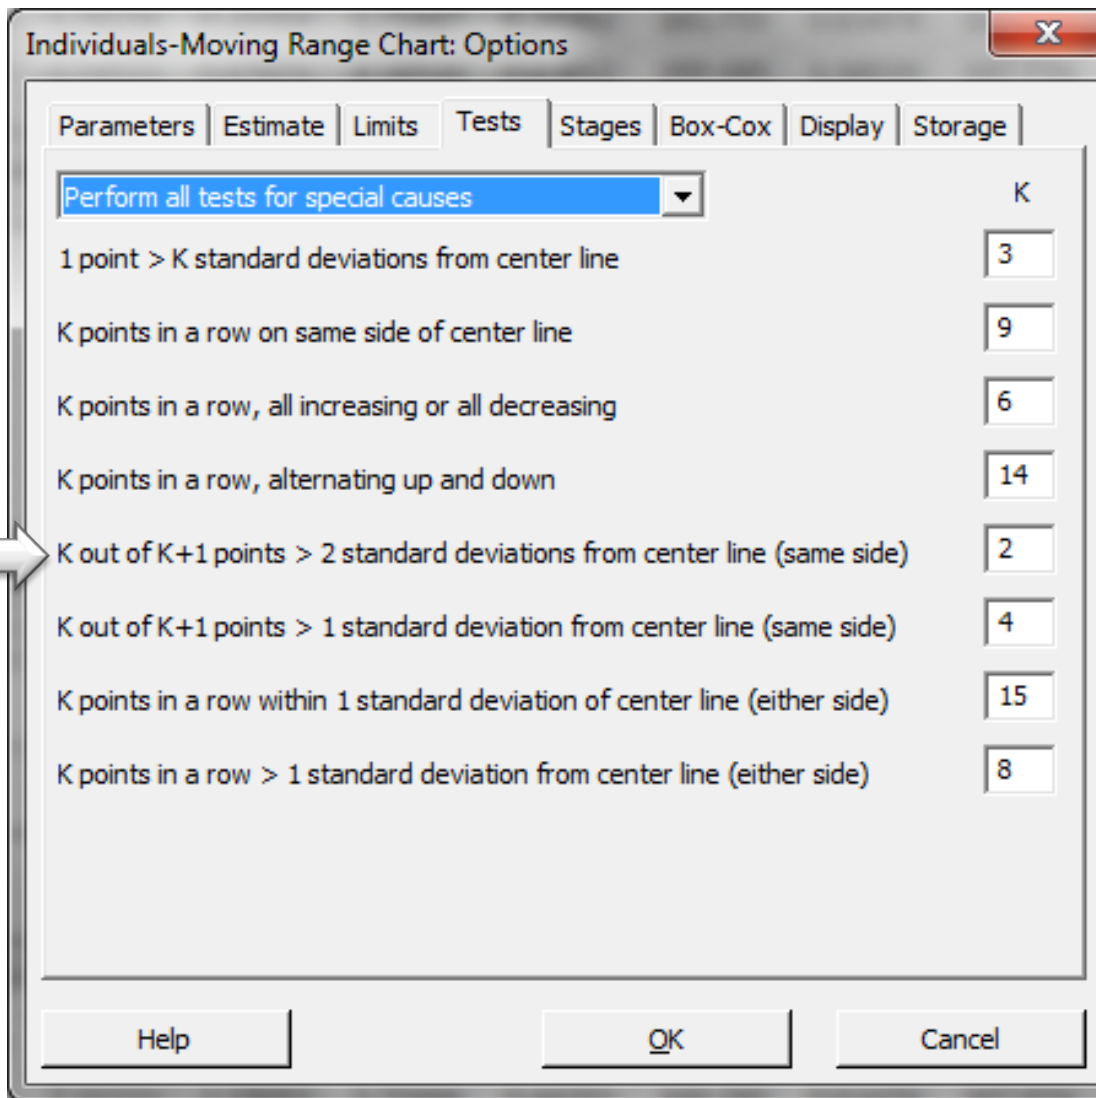 Individuals-Moving Range Chart: Options
X
Parameters Estimate Limits Tests Stages Box-Cox Display Storage
Perform all tests for special causes K
1 point > K standard deviations from center line 3
K points in a row on same side of center line 9
K points in a row, all increasing or all decreasing 6
K points in a row, alternating up and down 14
K out of K+1 points > 2 standard deviations from center line (same side) 2
K out of K+1 points > 1 standard deviation from center line (same side) 4
K points in a row within 1 standard deviation of center line (either side) 15
K points in a row > 1 standard deviation from center line (either side) 8
Help OK Cancel